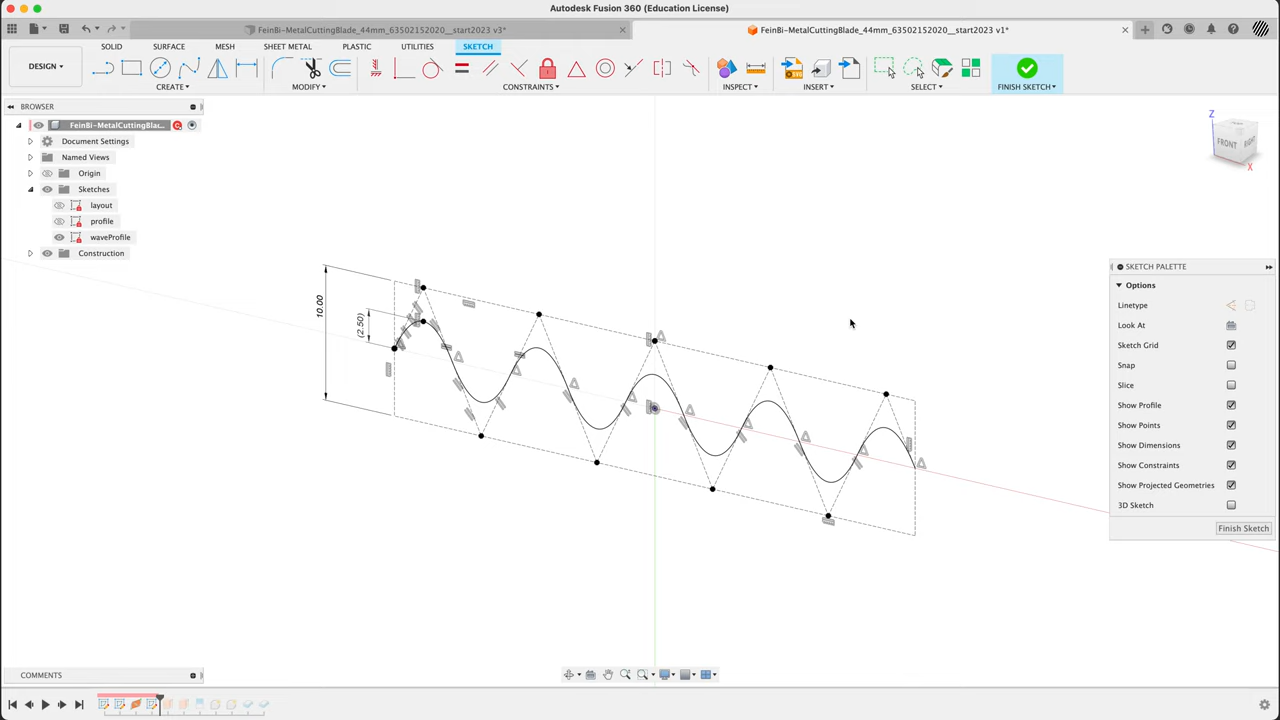 Autodesk Fusion 360 (Education License)
FeinBi-MetalCuttingBlade_44mm_63502152020__start2023 v3*
FeinBi-MetalCuttingBlade_44mm_63502152020__start2023 v1*
DESIGN
SOLID
SURFACE
MESH
SHEET METAL
PLASTIC
UTILITIES
SKETCH
CREATE
MODIFY
CONSTRAINTS
INSPECT
INSERT
SELECT
FINISH SKETCH
BROWSER
FeinBi-MetalCuttingBlar...
Document Settings
Named Views
Origin
Sketches
layout
profile
waveProfile
Construction
Z
FRONT
RIGHT
X
10.00
(2.50)
SKETCH PALETTE
Options
Linetype
Look At
Sketch Grid
Snap
Slice
Show Profile
Show Points
Show Dimensions
Show Constraints
Show Projected Geometries
3D Sketch
Finish Sketch
COMMENTS